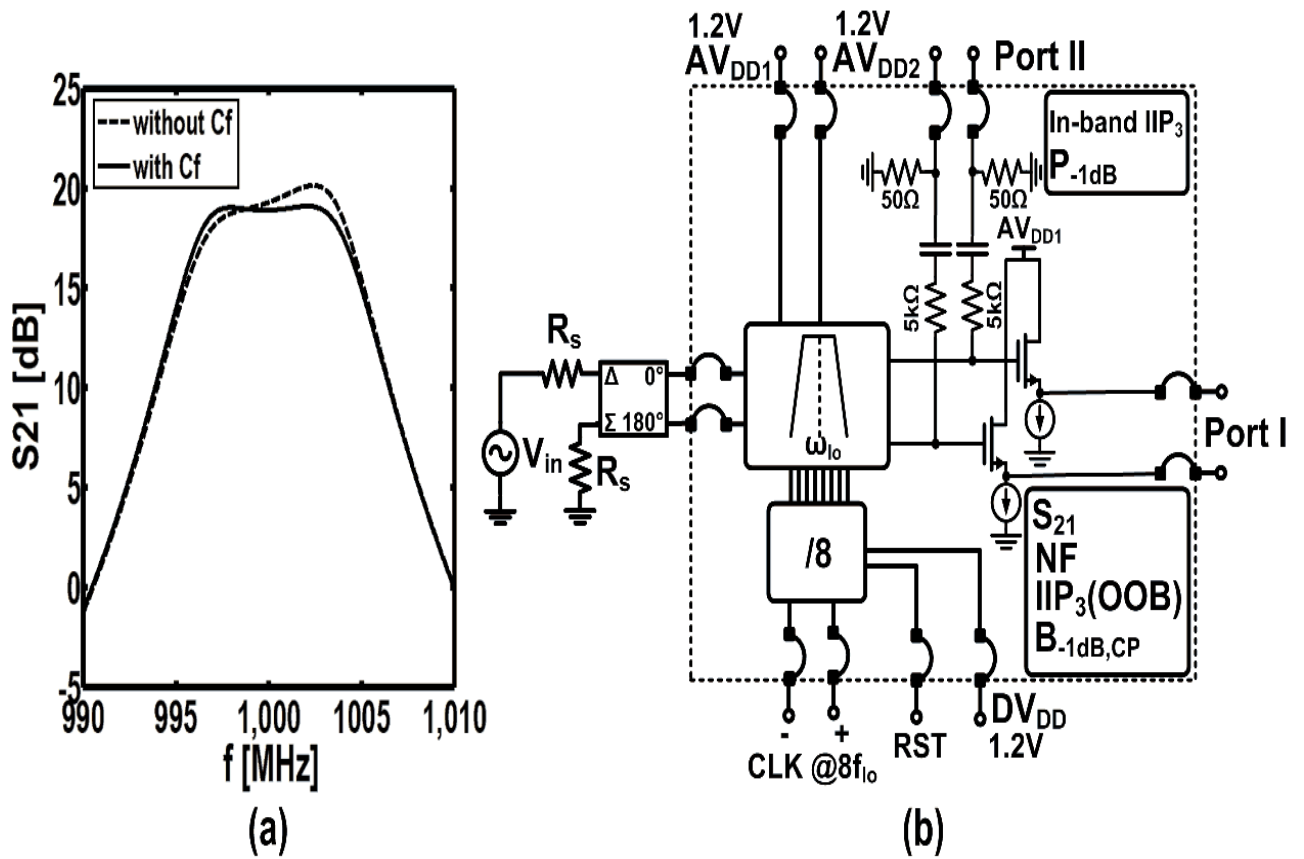 25
20
15
10
5
0
-5
S21 [dB]
without Cf
with Cf
990
995
1,000
1005
1,010
f [MHz]
(a)
1.2V
AVDD1
1.2V
AVDD2
Port II
In-band IIP3
P-1dB
50Ω
50Ω
AVDD1
5kΩ
5kΩ
Rs
Δ 0°
Σ 180°
Vin
Rs
ωlo
Port I
/8
S21
NF
IIP3(OOB)
B-1dB,CP
-
+
CLK @8flo
RST
DVDD
1.2V
(b)